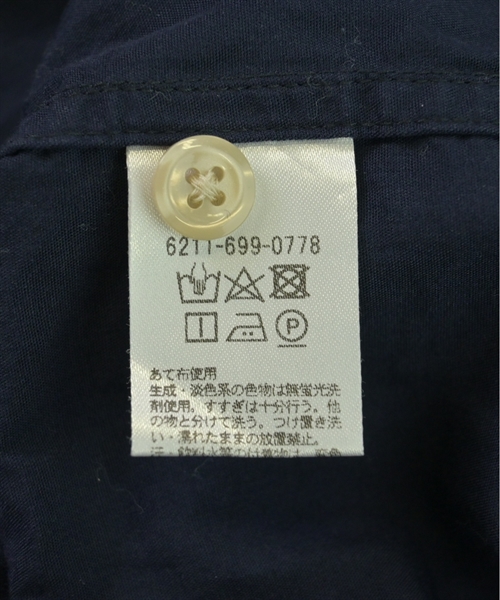 6211-699-0778
P
あて布使用
生成・淡色系の色物は無蛍光洗
剤使用。すすぎは十分行う。他
の物と分けて洗う。つけ置き洗
い・濡れたままの放置禁止。